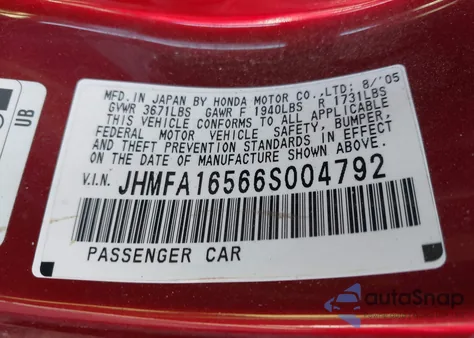 MFD. IN JAPAN BY HONDA MOTOR CO.,LTD; 8/'05
GVWR 3671LBS GAWR F 1940LBS R 1731LBS
THIS VEHICLE CONFORMS TO ALL APPLICABLE
FEDERAL MOTOR VEHICLE SAFETY, BUMPER,
AND THEFT PREVENTION STANDARDS IN EFFECT
ON THE DATE OF MANUFACTURE SHOWN ABOVE.
V.I.N. JHMFA16566S004792
PASSENGER CAR
UB
autoSnap